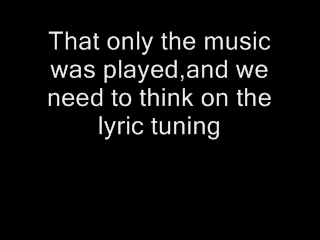 That only the music
was played,and we
need to think on the
lyric tuning